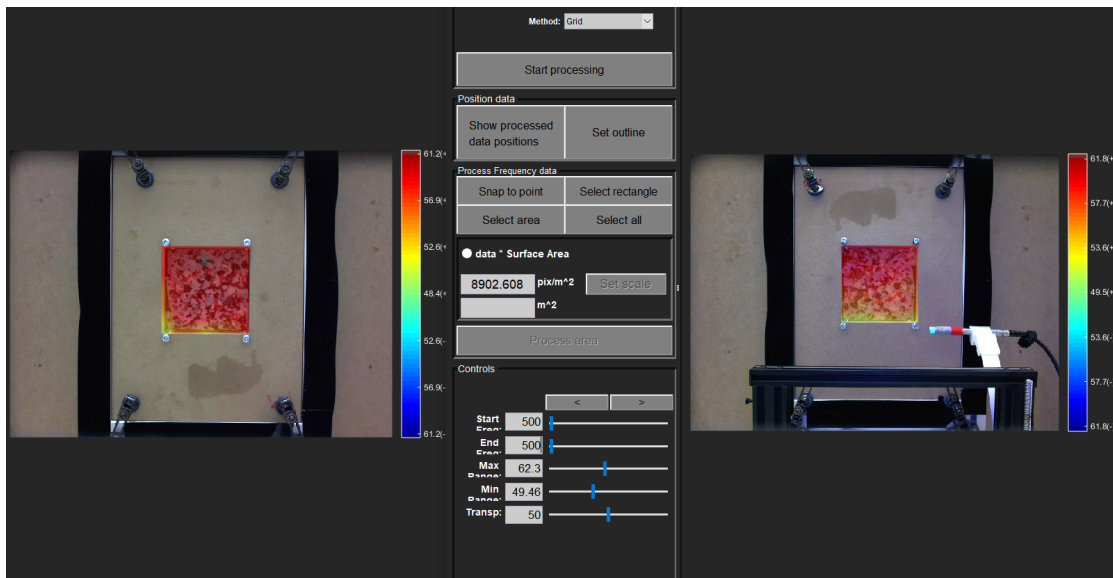 Method: Grid
Start processing
Position data
Show processed
data positions
Set outline
Process Frequency data
Snap to point
Select rectangle
Select area
Select all
data * Surface Area
8902.608 pix/m^2
Set scale
m^2
Process area
Controls
< >
Start
Freq: 500
End
Freq: 500
Max
Range: 62.3
Min
Range: 49.46
Transp: 50
61.2(+
56.9(+
52.6(+
48.4(+
52.6(-
56.9(-
61.2(-
61.8(+
57.7(+
53.6(+
49.5(+
53.6(-
57.7(-
61.8(-